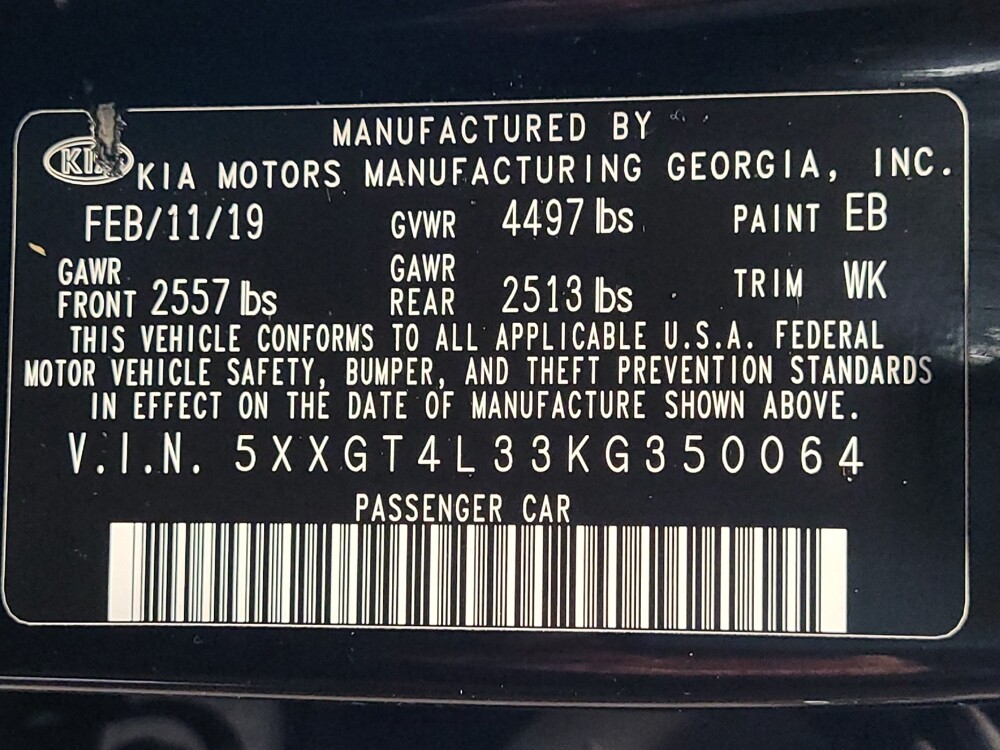 MANUFACTURED BY
KIA KIA MOTORS MANUFACTURING GEORGIA, INC.
FEB/11/19 GVWR 4497 lbs PAINT EB
GAWR FRONT 2557 lbs GAWR REAR 2513 lbs TRIM WK
THIS VEHICLE CONFORMS TO ALL APPLICABLE U.S.A. FEDERAL
MOTOR VEHICLE SAFETY, BUMPER, AND THEFT PREVENTION STANDARDS
IN EFFECT ON THE DATE OF MANUFACTURE SHOWN ABOVE.
V.I.N. 5XXGT4L33KG350064
PASSENGER CAR